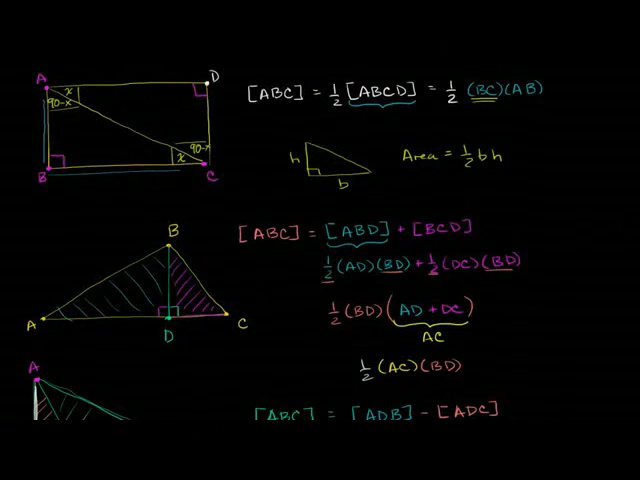 A
D
x
90-x
90-x
x
B
C
[ABC] = 1/2 [ABCD] = 1/2 (BC)(AB)
h
b
Area = 1/2 b h
B
A
D
C
[ABC] = [ABD] + [BCD]
1/2 (AD)(BD) + 1/2 (DC)(BD)
1/2 (BD) (AD + DC)
AC
1/2 (AC)(BD)
A
[ABC] = [ADB] - [ADC]